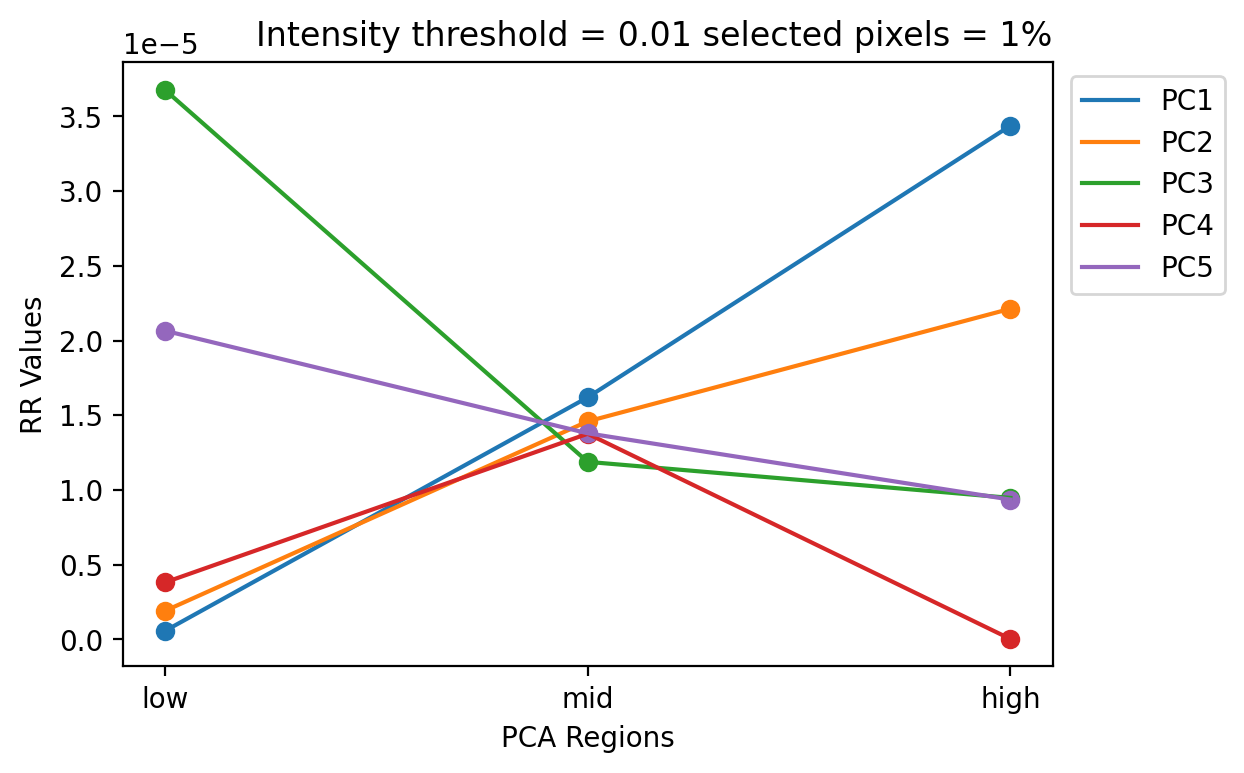 Intensity threshold = 0.01 selected pixels = 1%
1e−5
3.5
3.0
2.5
2.0
1.5
1.0
0.5
0.0
RR Values
low
mid
high
PCA Regions
PC1
PC2
PC3
PC4
PC5